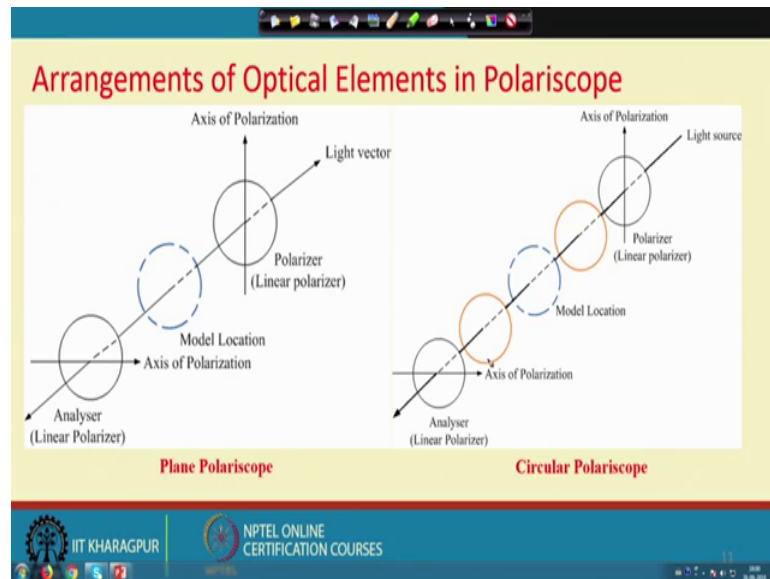 Arrangements of Optical Elements in Polariscope
Axis of Polarization
Light vector
Polarizer
(Linear polarizer)
Model Location
Axis of Polarization
Analyser
(Linear Polarizer)
Plane Polariscope
Axis of Polarization
Light source
Polarizer
(Linear polarizer)
Model Location
Axis of Polarization
Analyser
(Linear Polarizer)
Circular Polariscope
IIT KHARAGPUR
NPTEL ONLINE
CERTIFICATION COURSES
11